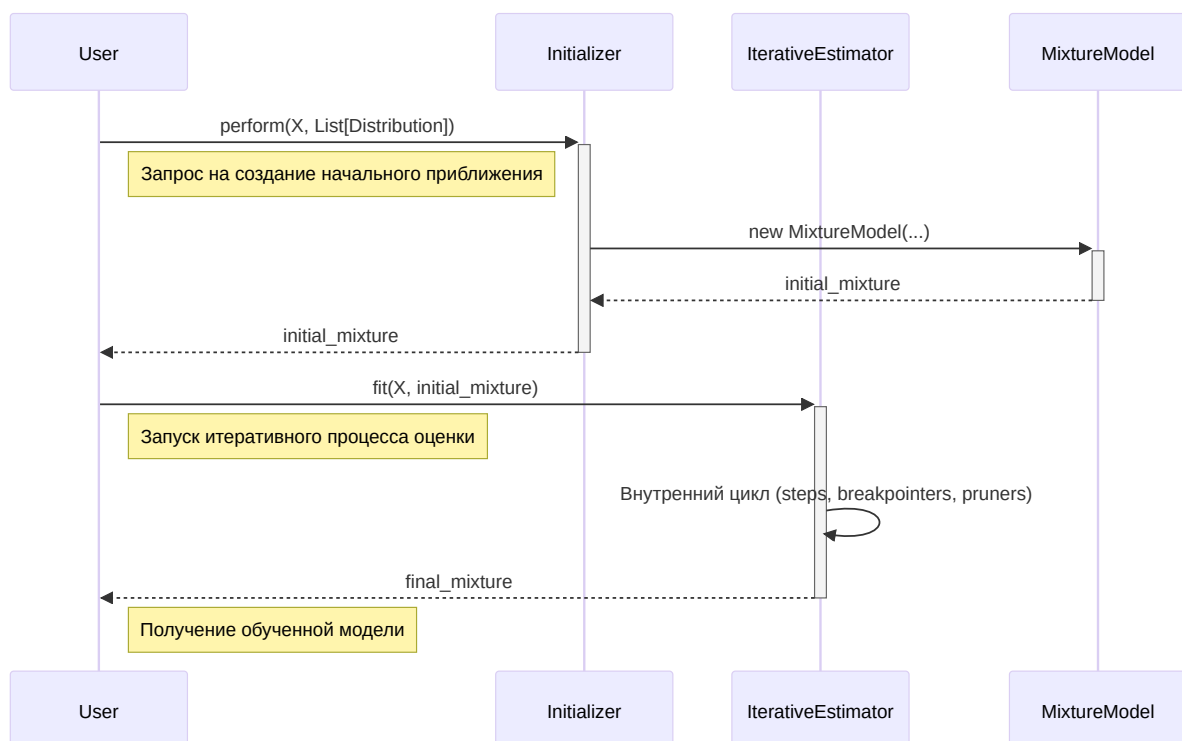 User
Initializer
IterativeEstimator
MixtureModel
perform(X, List[Distribution])
Запрос на создание начального приближения
new MixtureModel(...)
initial_mixture
initial_mixture
fit(X, initial_mixture)
Запуск итеративного процесса оценки
Внутренний цикл (steps, breakpointers, pruners)
final_mixture
Получение обученной модели
User
Initializer
IterativeEstimator
MixtureModel